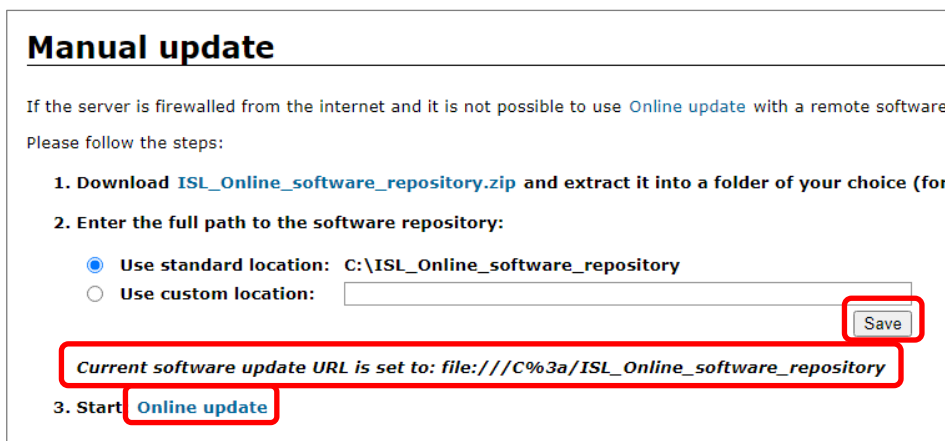 Manual update
If the server is firewalled from the internet and it is not possible to use Online update with a remote software
Please follow the steps:
1. Download ISL_Online_software_repository.zip and extract it into a folder of your choice (for
2. Enter the full path to the software repository:
Use standard location: C:\ISL_Online_software_repository
Use custom location:
Save
Current software update URL is set to: file:///C%3a/ISL_Online_software_repository
3. Start Online update